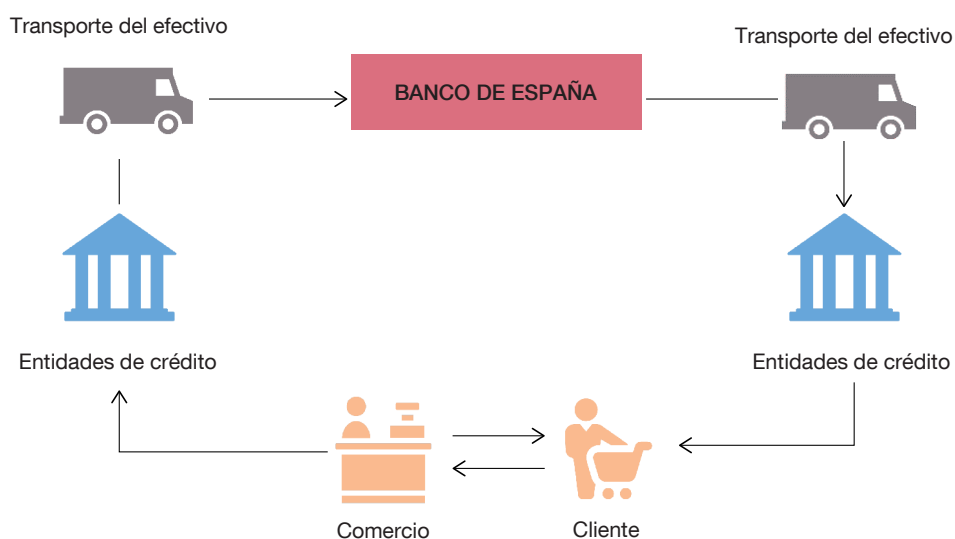 Transporte del efectivo
Transporte del efectivo
BANCO DE ESPAÑA
Entidades de crédito
Entidades de crédito
Comercio
Cliente